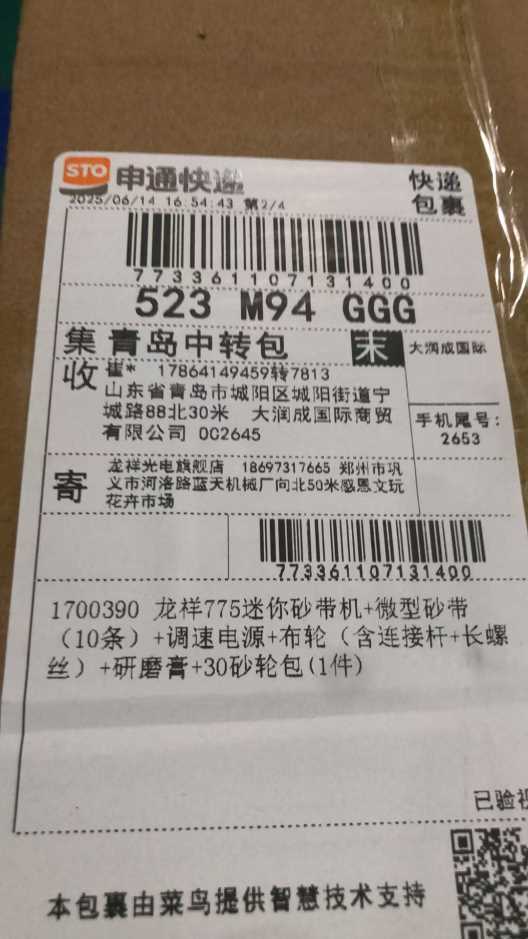 STO 申通快递
快递
包裹
2025/06/14 16:54:43 第2/4
773361107131400
523 M94 GGG
集 青岛中转包
末 大润成国际
收 崔* 17864149459转7813
山东省青岛市城阳区城阳街道宁
城路88北30米 大润成国际商贸
有限公司 0C2645
手机尾号：
2653
寄 龙祥光电旗舰店 18697317665 郑州市巩
义市河洛路蓝天机械厂向北50米感恩文玩
花卉市场
773361107131400
1700390 龙祥775迷你砂带机+微型砂带
（10条）+调速电源+布轮（含连接杆+长螺
丝）+研磨膏+30砂轮包(1件)
已验视
本包裹由菜鸟提供智慧技术支持